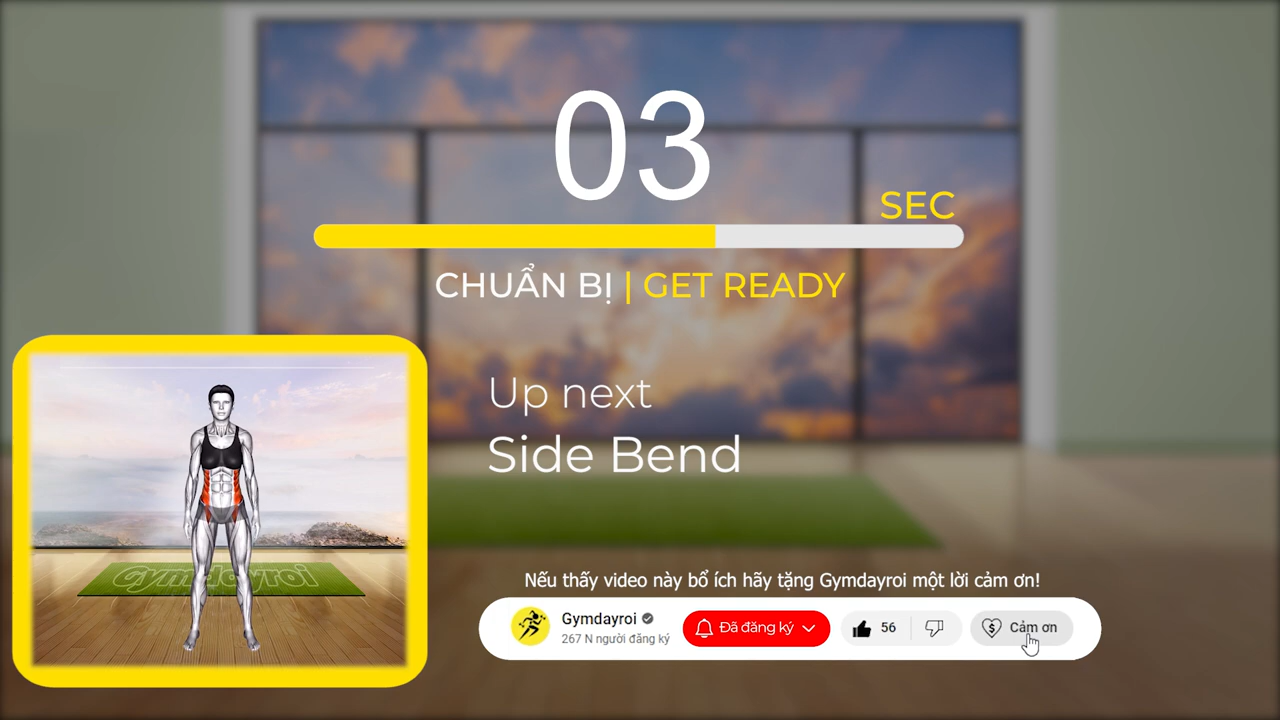 03
SEC
CHUẨN BỊ | GET READY
Up next
Side Bend
Gymdayroi
Nếu thấy video này bổ ích hãy tặng Gymdayroi một lời cảm ơn!
Gymdayroi
267 N người đăng ký
Đã đăng ký
56
Cảm ơn